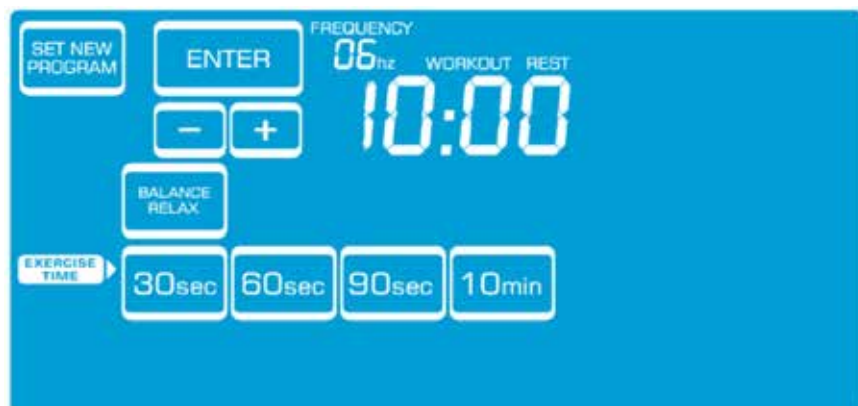 SET NEW
PROGRAM
ENTER
FREQUENCY
06hz
WORKOUT REST
10:00
- +
BALANCE
RELAX
EXERCISE
TIME
30sec 60sec 90sec 10min